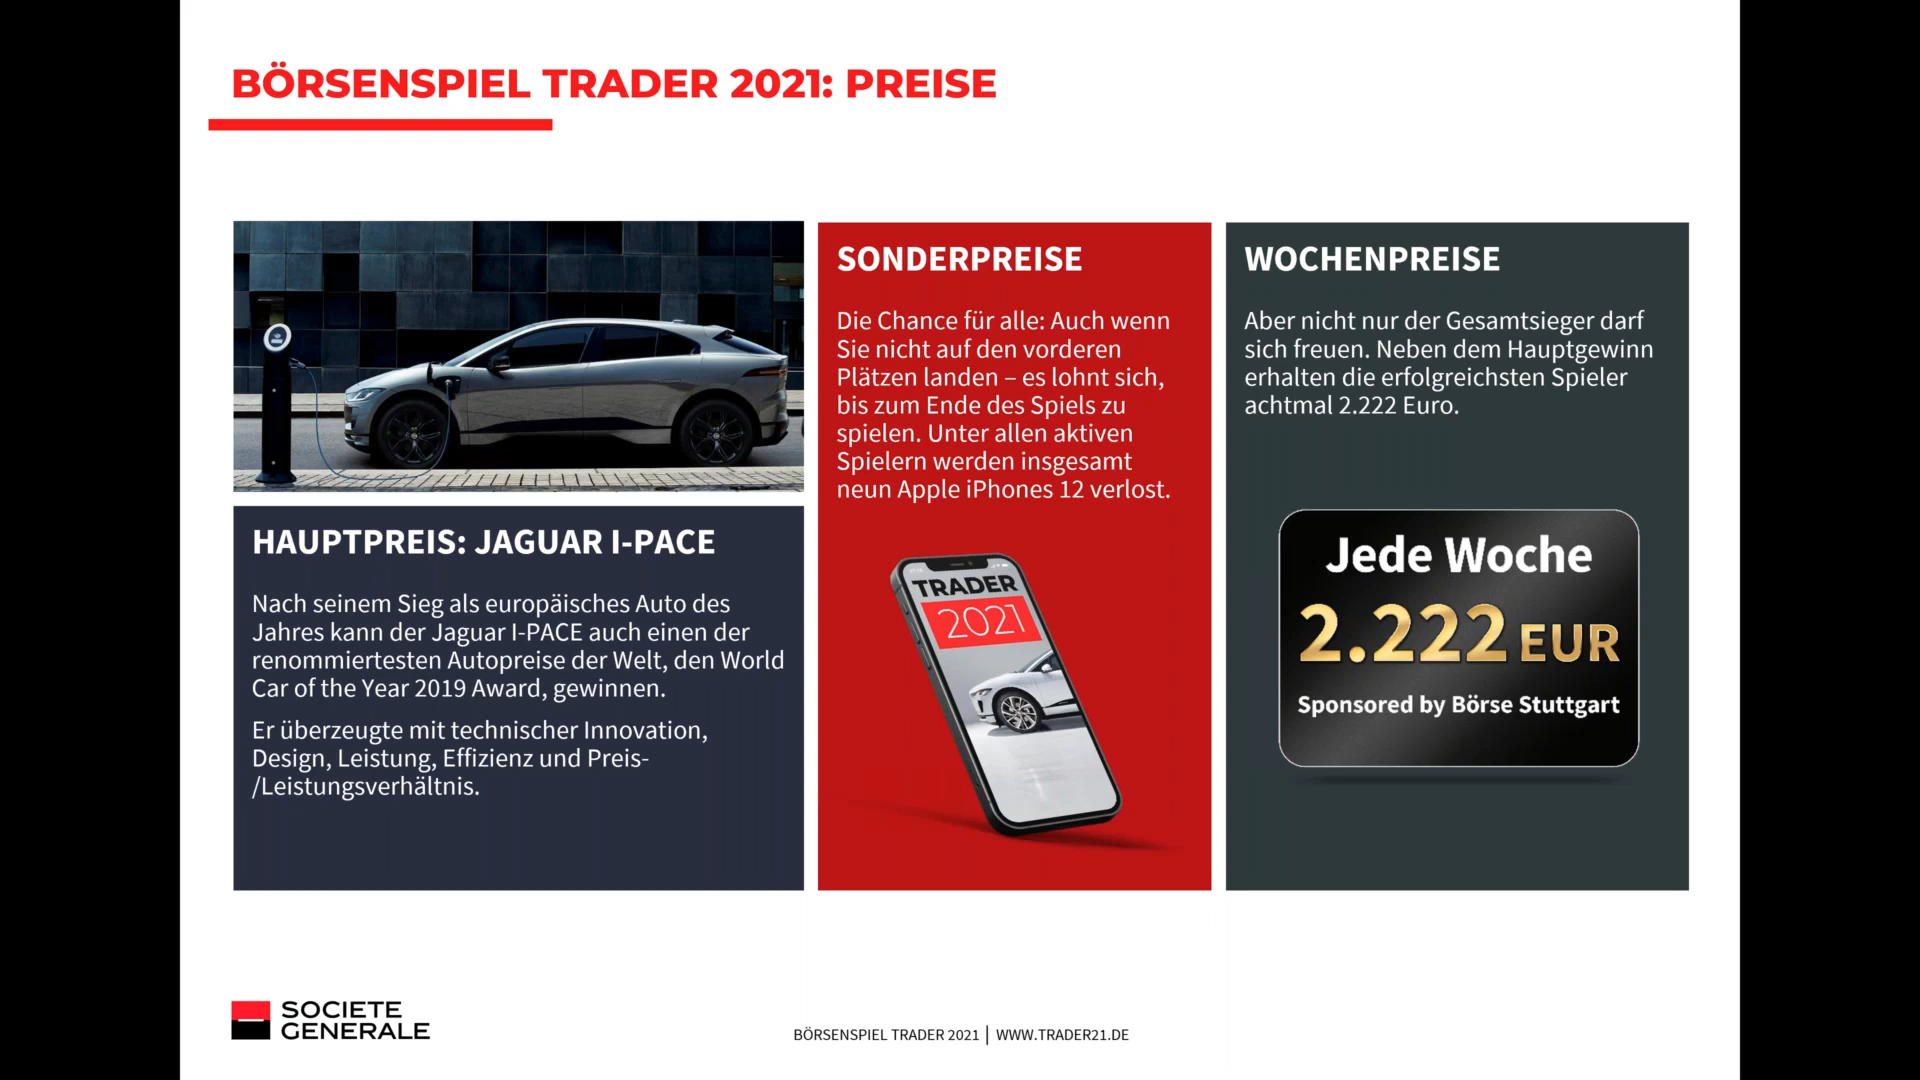 BÖRSENSPIEL TRADER 2021: PREISE
HAUPTPREIS: JAGUAR I-PACE
Nach seinem Sieg als europäisches Auto des
Jahres kann der Jaguar I-PACE auch einen der
renommiertesten Autopreise der Welt, den World
Car of the Year 2019 Award, gewinnen.
Er überzeugte mit technischer Innovation,
Design, Leistung, Effizienz und Preis-
/Leistungsverhältnis.
SONDERPREISE
Die Chance für alle: Auch wenn
Sie nicht auf den vorderen
Plätzen landen – es lohnt sich,
bis zum Ende des Spiels zu
spielen. Unter allen aktiven
Spielern werden insgesamt
neun Apple iPhones 12 verlost.
TRADER
2021
WOCHENPREISE
Aber nicht nur der Gesamtsieger darf
sich freuen. Neben dem Hauptgewinn
erhalten die erfolgreichsten Spieler
achtmal 2.222 Euro.
Jede Woche
2.222 EUR
Sponsored by Börse Stuttgart
SOCIETE
GENERALE
BÖRSENSPIEL TRADER 2021 | WWW.TRADER21.DE